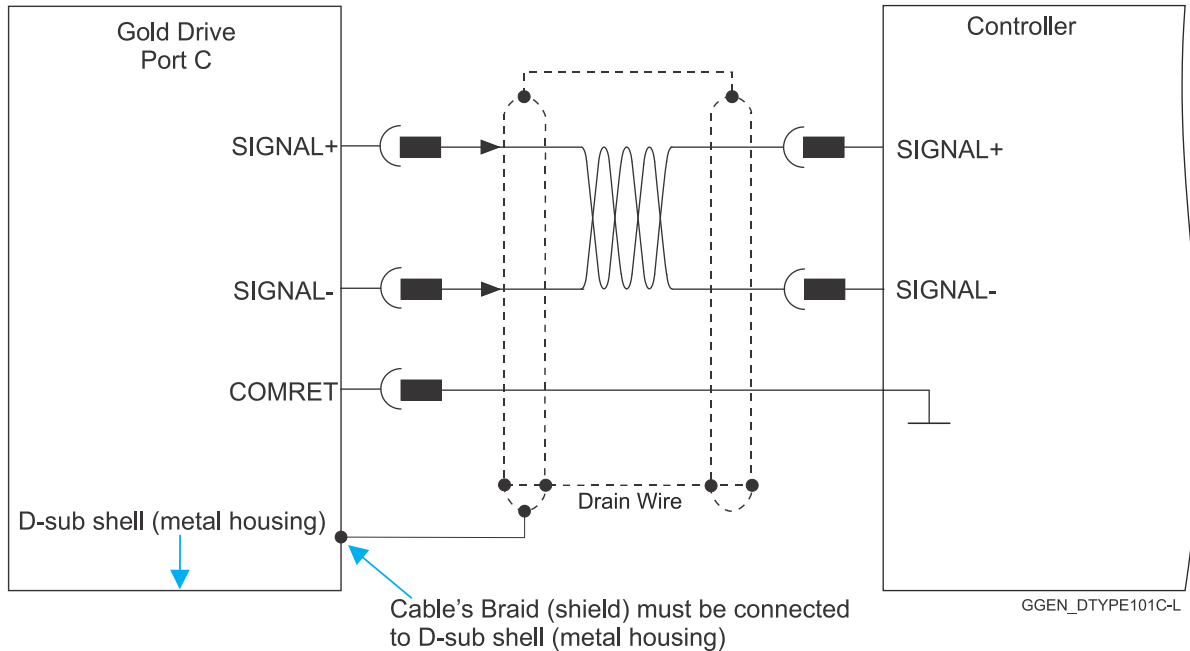 Gold Drive
Port C
Controller
SIGNAL+
SIGNAL+
SIGNAL-
SIGNAL-
COMRET
Drain Wire
D-sub shell (metal housing)
Cable's Braid (shield) must be connected
to D-sub shell (metal housing)
GGEN_DTYPE101C-L